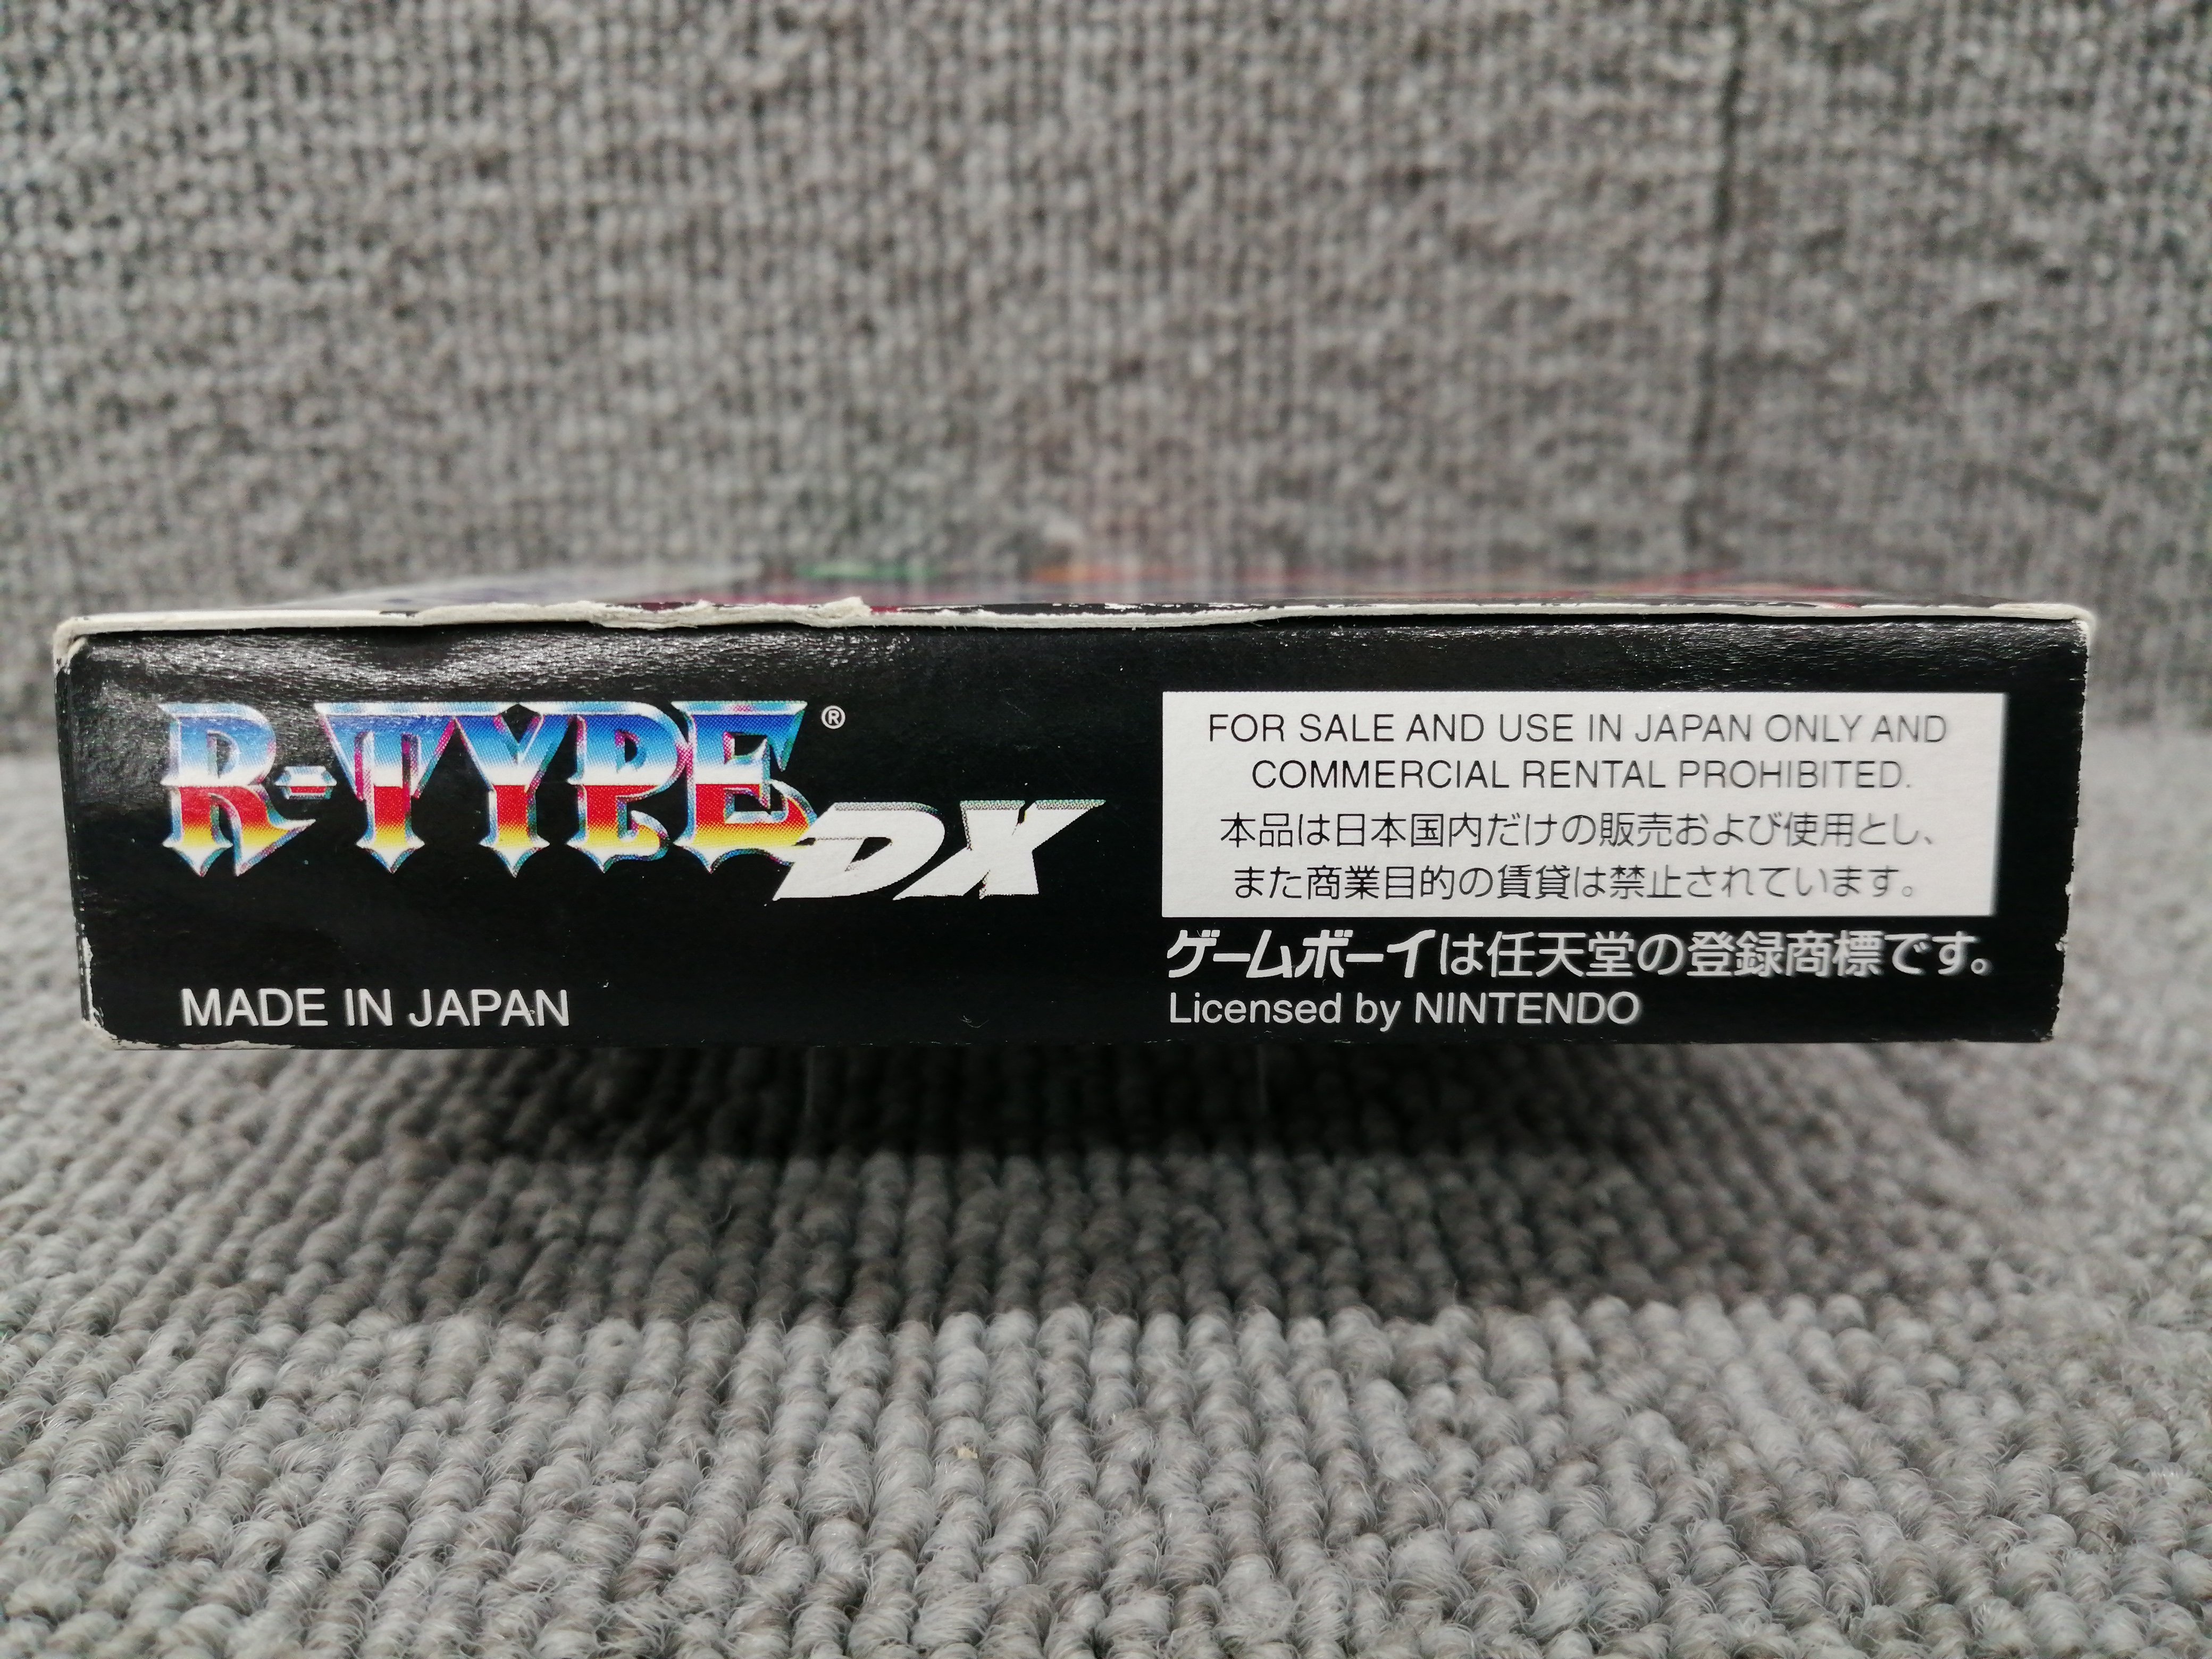 R-TYPE®
DX
MADE IN JAPAN
FOR SALE AND USE IN JAPAN ONLY AND
COMMERCIAL RENTAL PROHIBITED.
本品は日本国内だけの販売および使用とし、
また商業目的の賃貸は禁止されています。
ゲームボーイは任天堂の登録商標です。
Licensed by NINTENDO